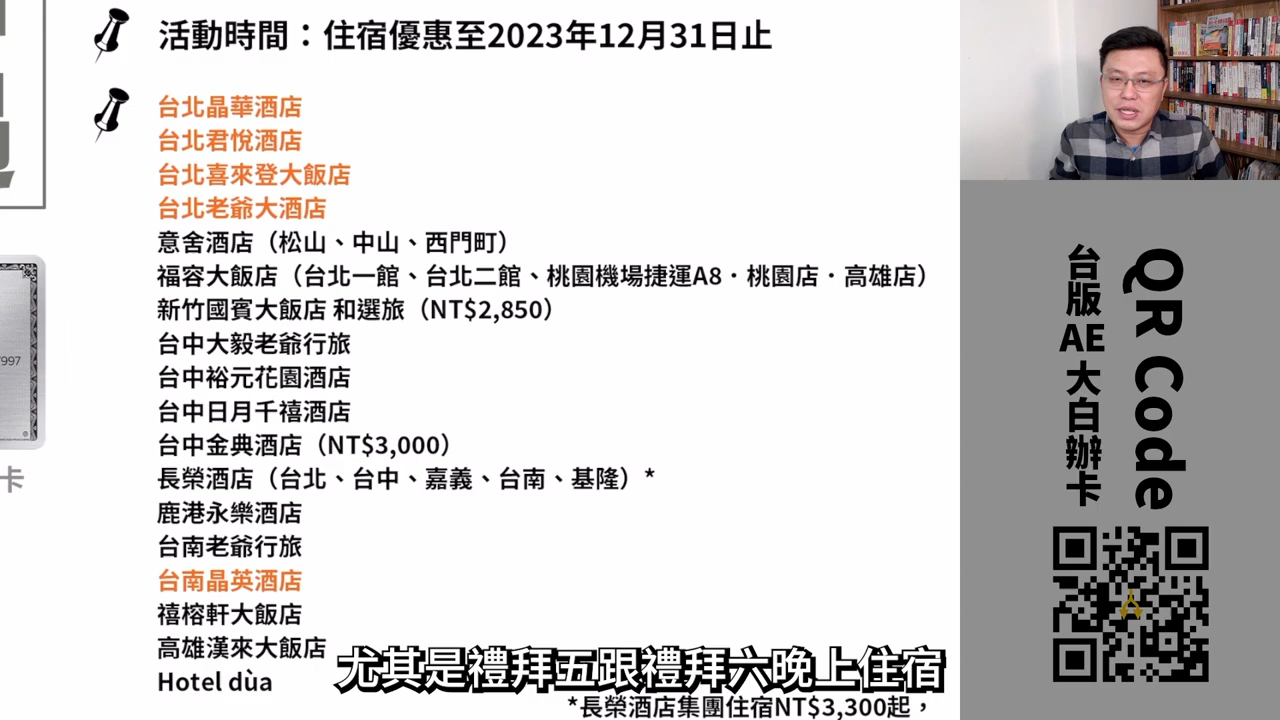 活動時間：住宿優惠至2023年12月31日止
台北晶華酒店
台北君悅酒店
台北喜來登大飯店
台北老爺大酒店
意舍酒店（松山、中山、西門町）
福容大飯店（台北一館、台北二館、桃園機場捷運A8．桃園店．高雄店）
新竹國賓大飯店 和選旅（NT$2,850）
台中大毅老爺行旅
台中裕元花園酒店
台中日月千禧酒店
台中金典酒店（NT$3,000）
長榮酒店（台北、台中、嘉義、台南、基隆）*
鹿港永樂酒店
台南老爺行旅
台南晶英酒店
禧榕軒大飯店
高雄漢來大飯店
Hotel dùa
*長榮酒店集團住宿NT$3,300起，
尤其是禮拜五跟禮拜六晚上住宿
997
卡
QR Code
台版AE大白辦卡